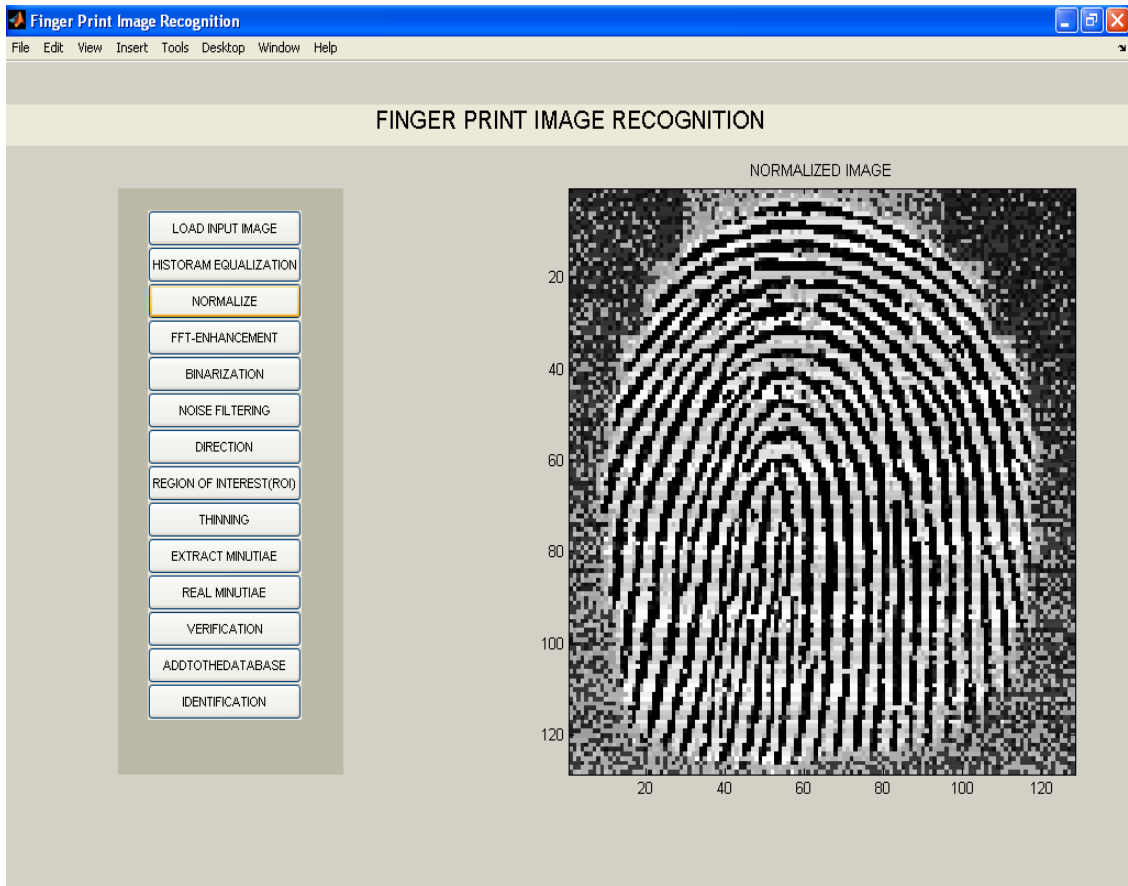 Finger Print Image Recognition
File Edit View Insert Tools Desktop Window Help
FINGER PRINT IMAGE RECOGNITION
LOAD INPUT IMAGE
HISTORAM EQUALIZATION
NORMALIZE
FFT-ENHANCEMENT
BINARIZATION
NOISE FILTERING
DIRECTION
REGION OF INTEREST(ROI)
THINNING
EXTRACT MINUTIAE
REAL MINUTIAE
VERIFICATION
ADDTOTHEDATABASE
IDENTIFICATION
NORMALIZED IMAGE
20
40
60
80
100
120
20 40 60 80 100 120